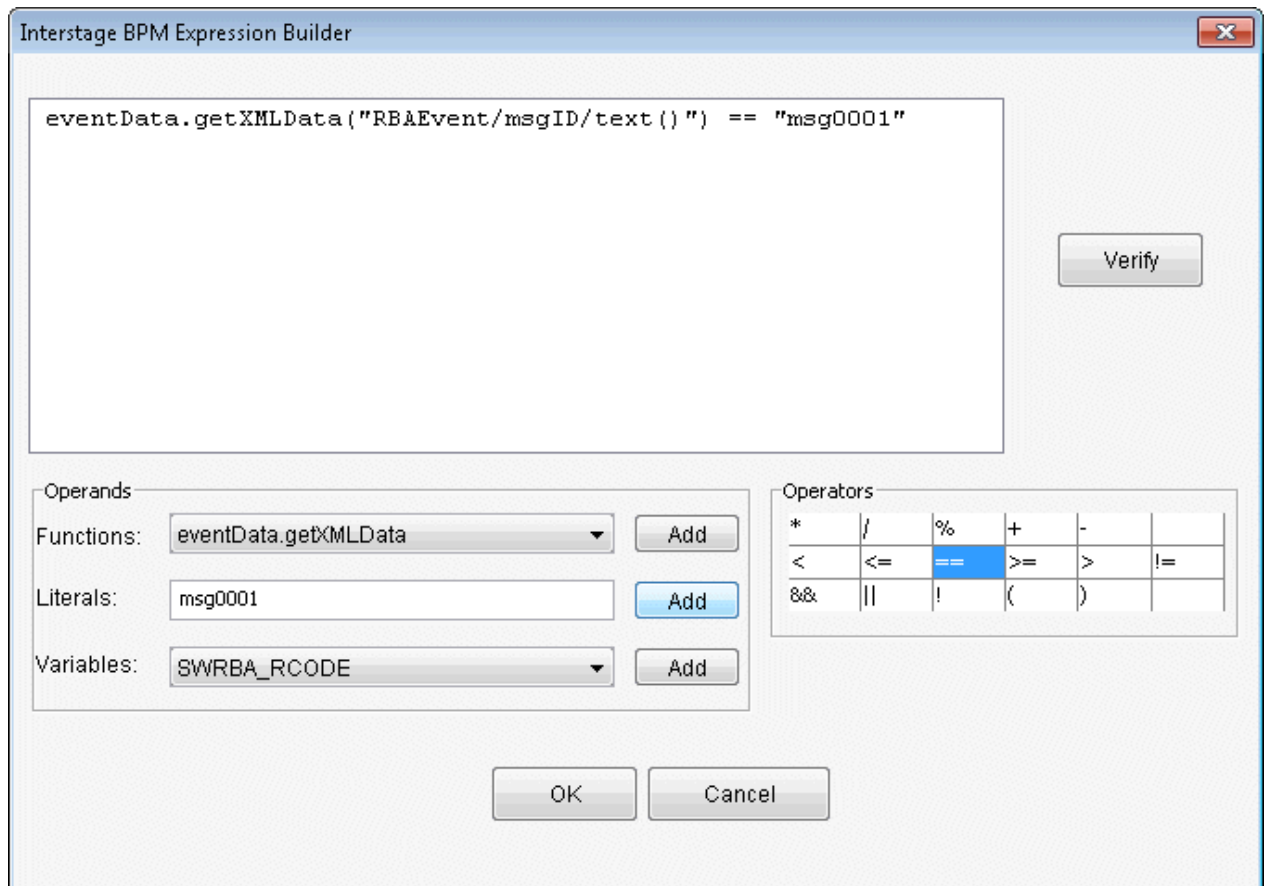 Interstage BPM Expression Builder
eventData.getXMLData("RBAEvent/msgID/text()") == "msg0001"
Verify
Operands
Functions: eventData.getXMLData Add
Literals: msg0001 Add
Variables: SWRBA_RCODE Add
Operators
* / % + -
< <= == >= > !=
&& || ! ( )
OK Cancel